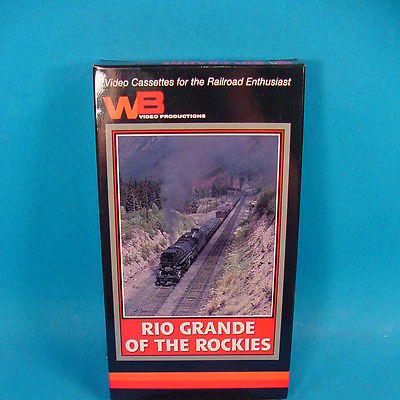 Video Cassettes for the Railroad Enthusiast
WB
VIDEO PRODUCTIONS
RIO GRANDE
OF THE ROCKIES